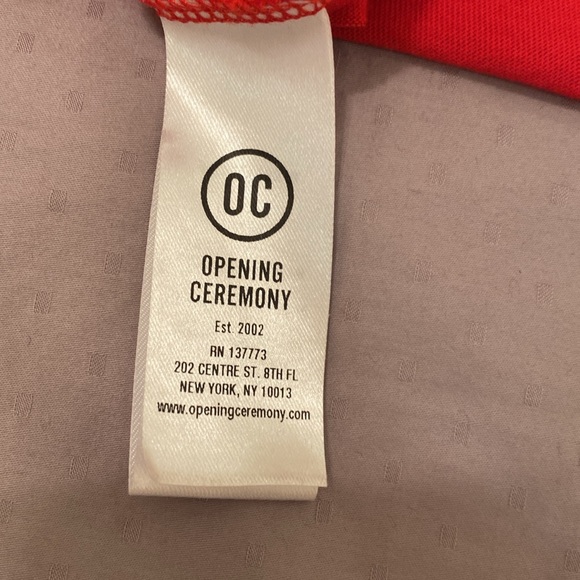 OC
OPENING
CEREMONY
Est. 2002
RN 137773
202 CENTRE ST. 8TH FL
NEW YORK, NY 10013
www.openingceremony.com